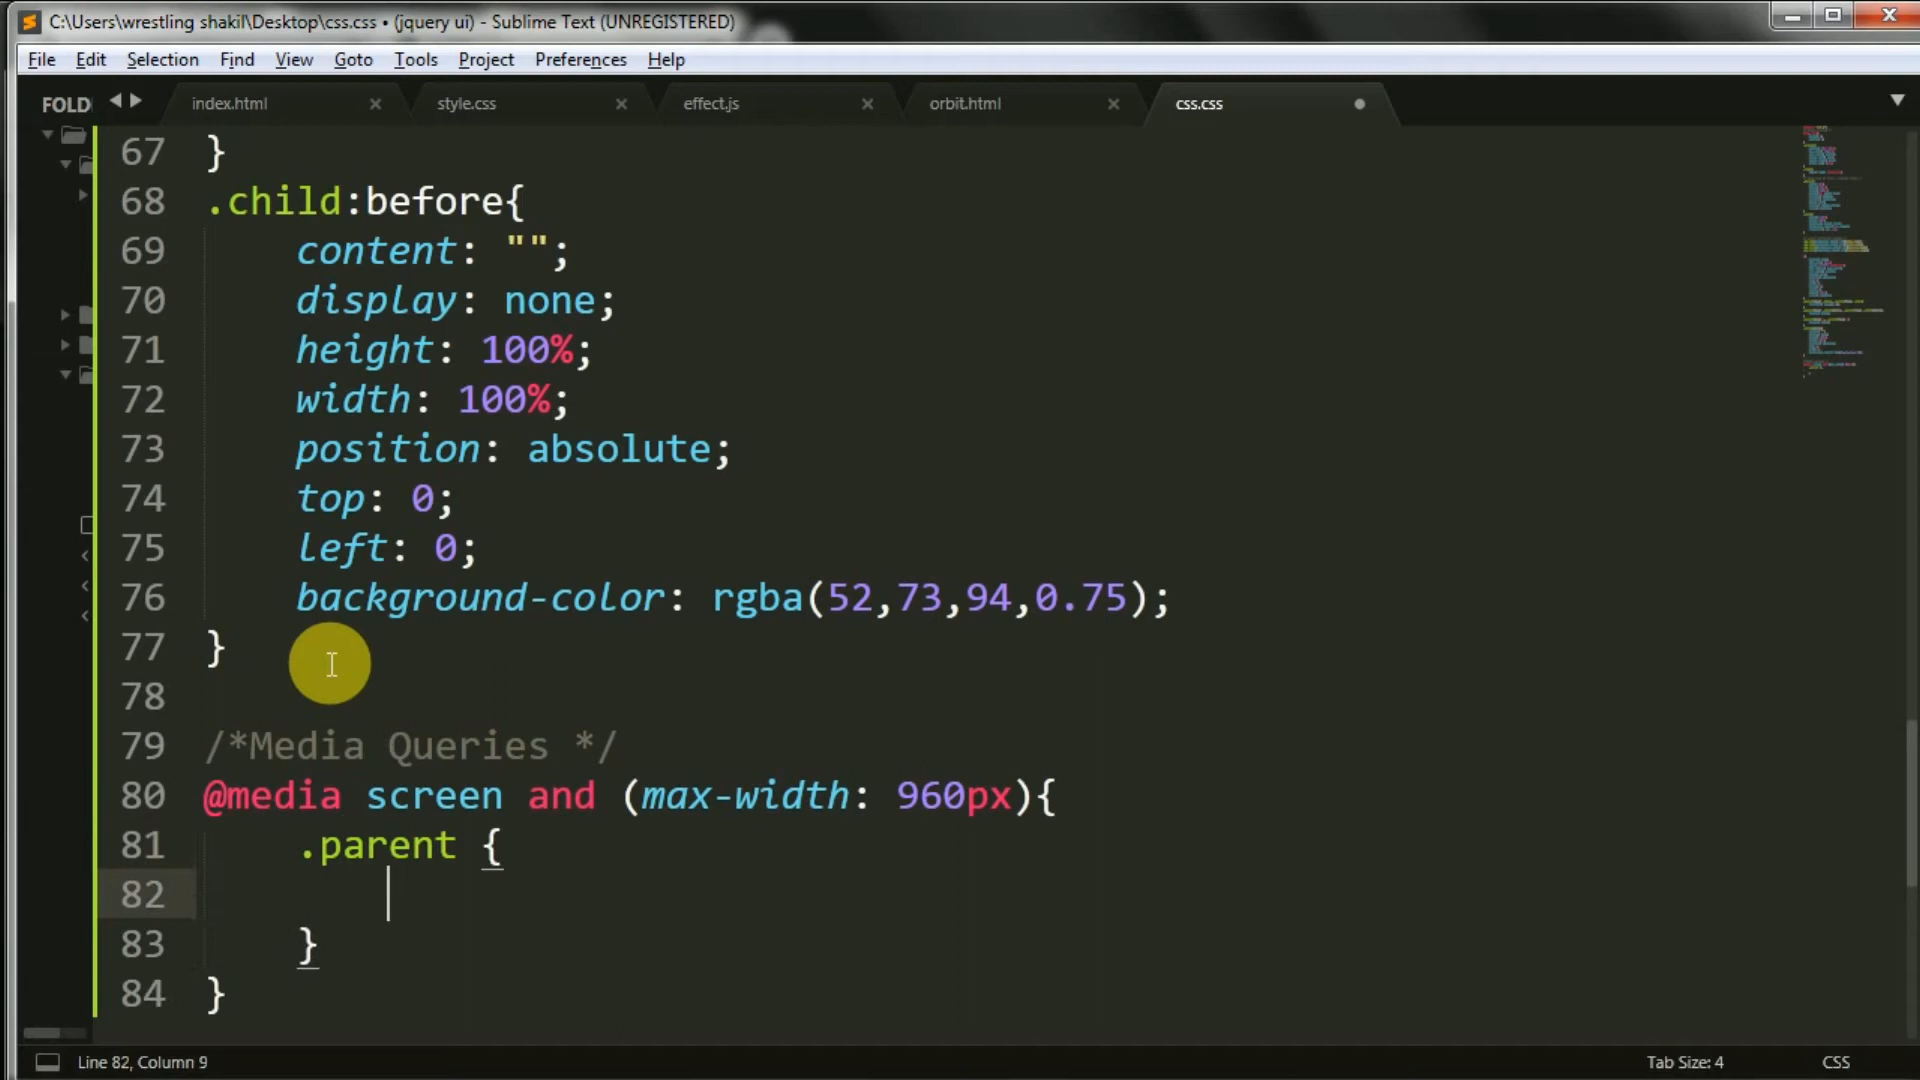 C:\Users\wrestling shakil\Desktop\css.css • (jquery ui) - Sublime Text (UNREGISTERED)
File Edit Selection Find View Goto Tools Project Preferences Help
FOLD
index.html style.css effect.js orbit.html css.css
67 }
68 .child:before{
69 content: "";
70 display: none;
71 height: 100%;
72 width: 100%;
73 position: absolute;
74 top: 0;
75 left: 0;
76 background-color: rgba(52,73,94,0.75);
77 }
78
79 /*Media Queries */
80 @media screen and (max-width: 960px){
81 .parent {
82
83 }
84 }
Line 82, Column 9 Tab Size: 4 CSS